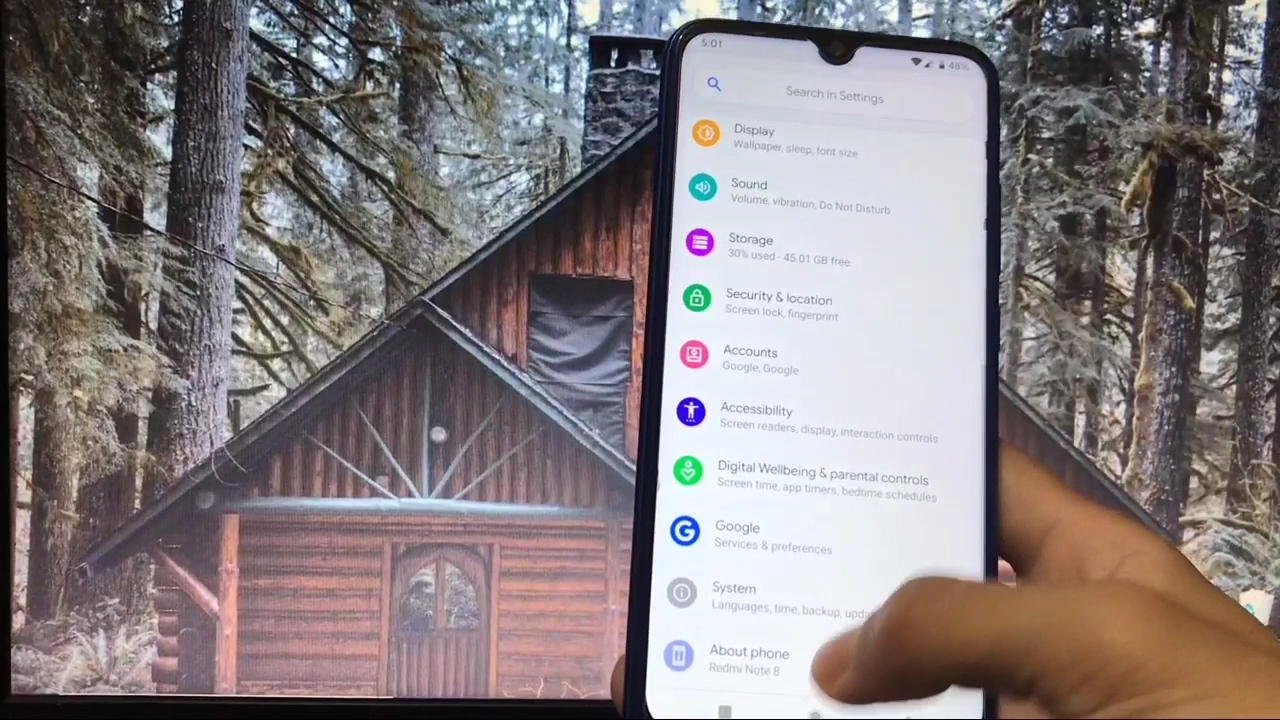 5:01
48%
Search in Settings
Display
Wallpaper, sleep, font size
Sound
Volume, vibration, Do Not Disturb
Storage
30% used - 45.01 GB free
Security & location
Screen lock, fingerprint
Accounts
Google, Google
Accessibility
Screen readers, display, interaction controls
Digital Wellbeing & parental controls
Screen time, app timers, bedtime schedules
G
Google
Services & preferences
System
Languages, time, backup,
About phone
Redmi Note 8